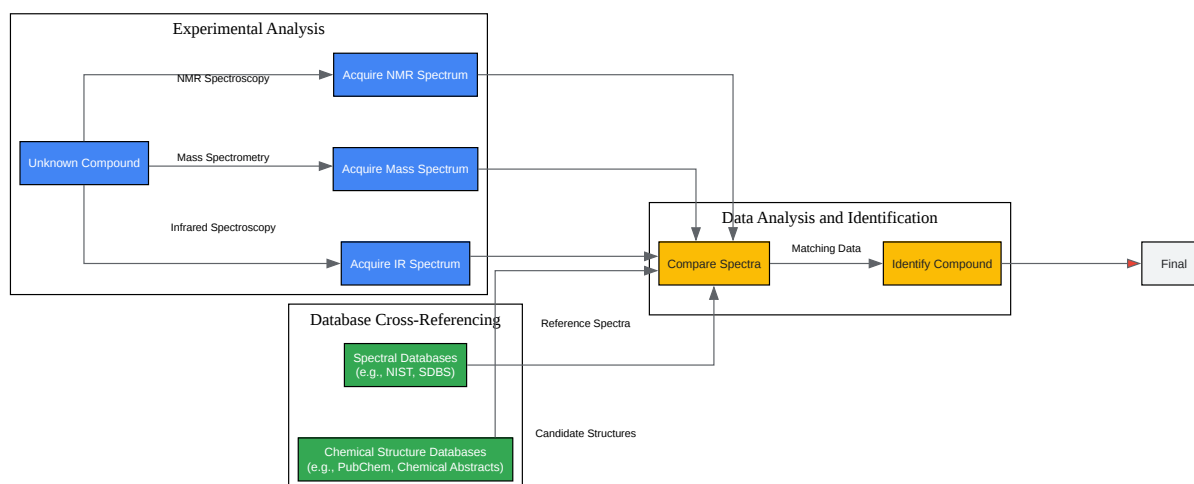 Experimental Analysis
NMR Spectroscopy
Acquire NMR Spectrum
Unknown Compound
Mass Spectrometry
Acquire Mass Spectrum
Infrared Spectroscopy
Acquire IR Spectrum
Data Analysis and Identification
Compare Spectra
Matching Data
Identify Compound
Final
Database Cross-Referencing
Reference Spectra
Spectral Databases
(e.g., NIST, SDBS)
Candidate Structures
Chemical Structure Databases
(e.g., PubChem, Chemical Abstracts)